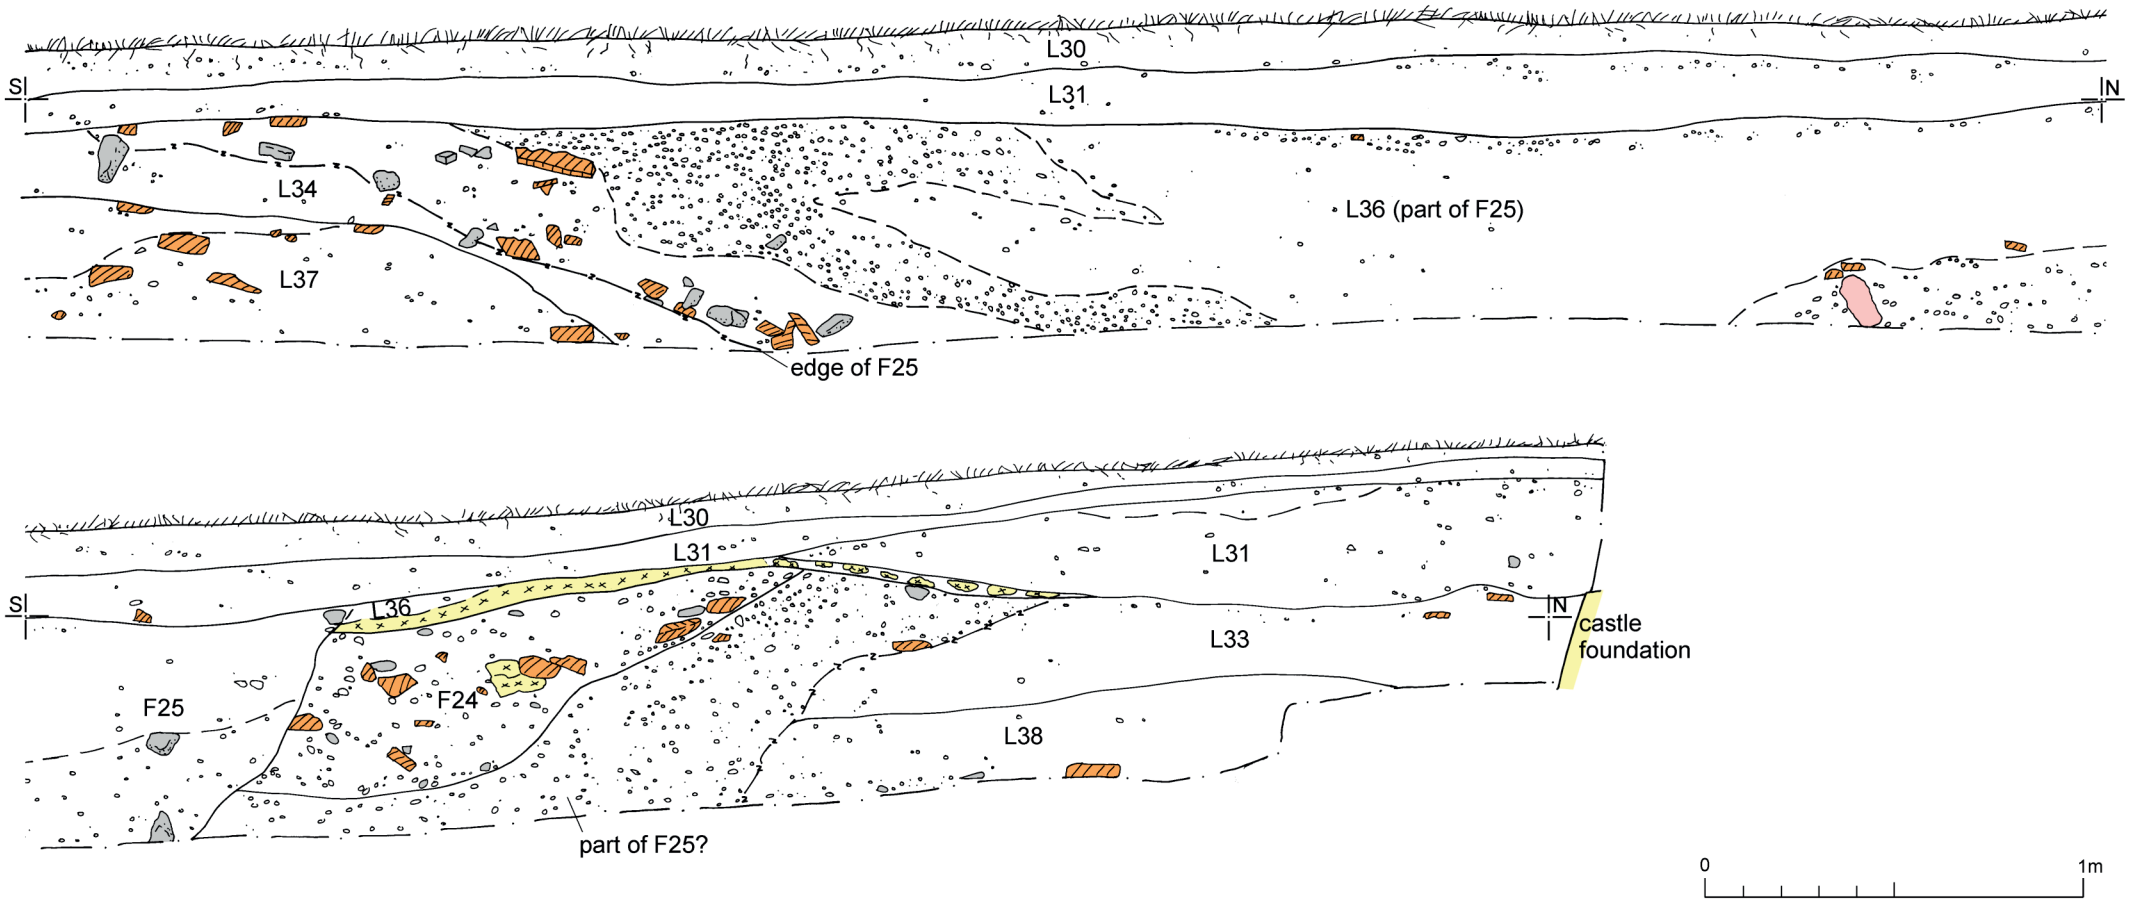 L30
S
L31
N
L34
L36 (part of F25)
L37
edge of F25
L30
L31
L31
S
L36
N
castle
foundation
L33
F24
F25
L38
part of F25?
0
1m